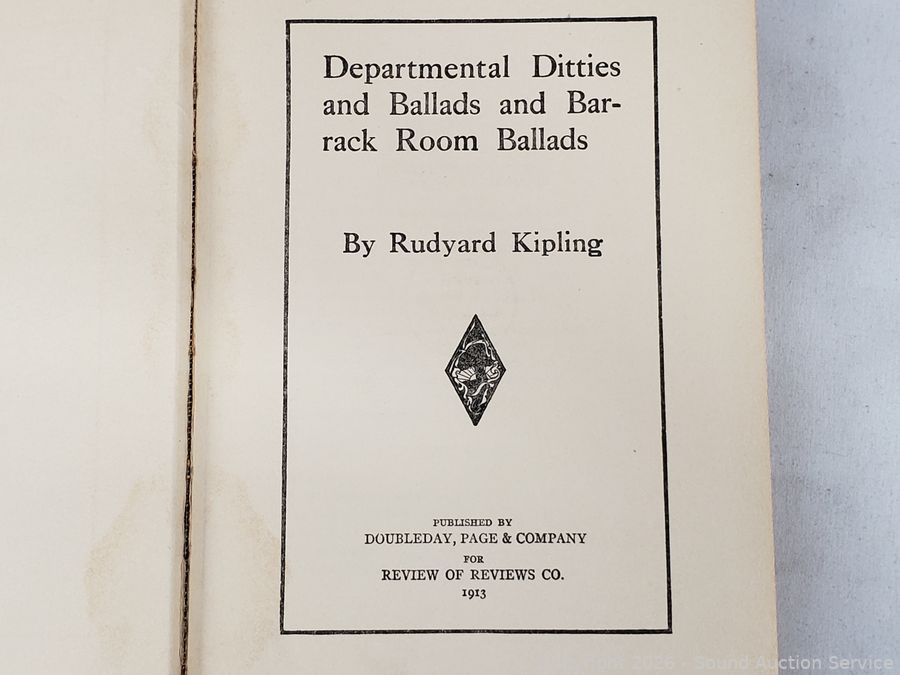 Departmental Ditties
and Ballads and Bar-
rack Room Ballads
By Rudyard Kipling
PUBLISHED BY
DOUBLEDAY, PAGE & COMPANY
FOR
REVIEW OF REVIEWS CO.
1913
2026 - Sound Auction Service